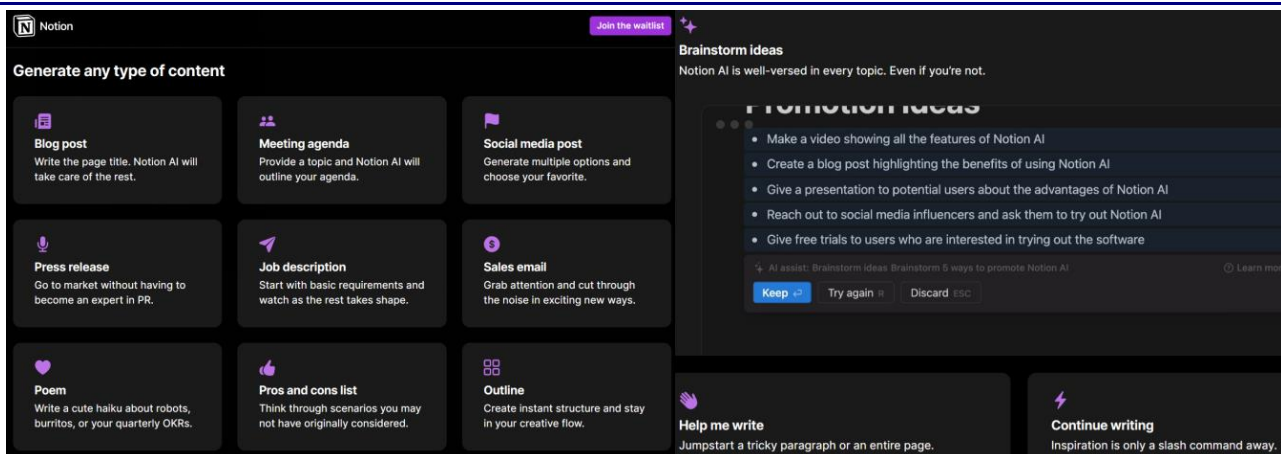 Notion
Join the waitlist
Generate any type of content
Blog post
Write the page title. Notion AI will
take care of the rest.
Meeting agenda
Provide a topic and Notion AI will
outline your agenda.
Social media post
Generate multiple options and
choose your favorite.
Press release
Go to market without having to
become an expert in PR.
Job description
Start with basic requirements and
watch as the rest takes shape.
Sales email
Grab attention and cut through
the noise in exciting new ways.
Poem
Write a cute haiku about robots,
burritos, or your quarterly OKRs.
Pros and cons list
Think through scenarios you may
not have originally considered.
Outline
Create instant structure and stay
in your creative flow.
Brainstorm ideas
Notion AI is well-versed in every topic. Even if you're not.
Promotion ideas
• Make a video showing all the features of Notion AI
• Create a blog post highlighting the benefits of using Notion AI
• Give a presentation to potential users about the advantages of Notion AI
• Reach out to social media influencers and ask them to try out Notion AI
• Give free trials to users who are interested in trying out the software
AI assist: Brainstorm ideas Brainstorm 5 ways to promote Notion AI
Learn mor
Keep ↵ Try again R Discard ESC
Help me write
Jumpstart a tricky paragraph or an entire page.
Continue writing
Inspiration is only a slash command away.